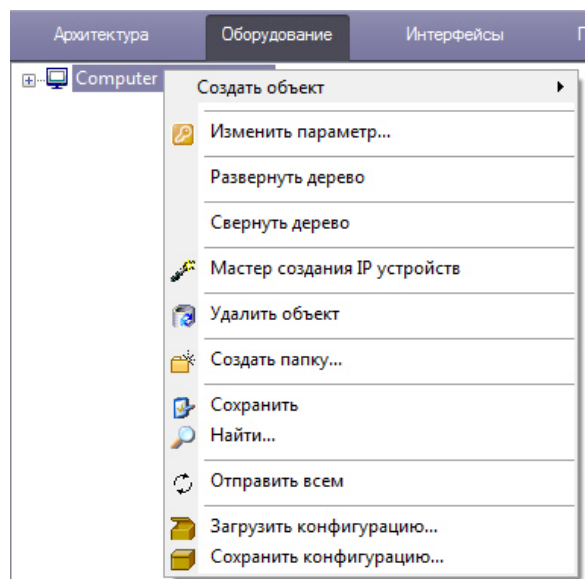 Архитектура Оборудование Интерфейсы
Computer
Создать объект
Изменить параметр...
Развернуть дерево
Свернуть дерево
Мастер создания IP устройств
Удалить объект
Создать папку...
Сохранить
Найти...
Отправить всем
Загрузить конфигурацию...
Сохранить конфигурацию...